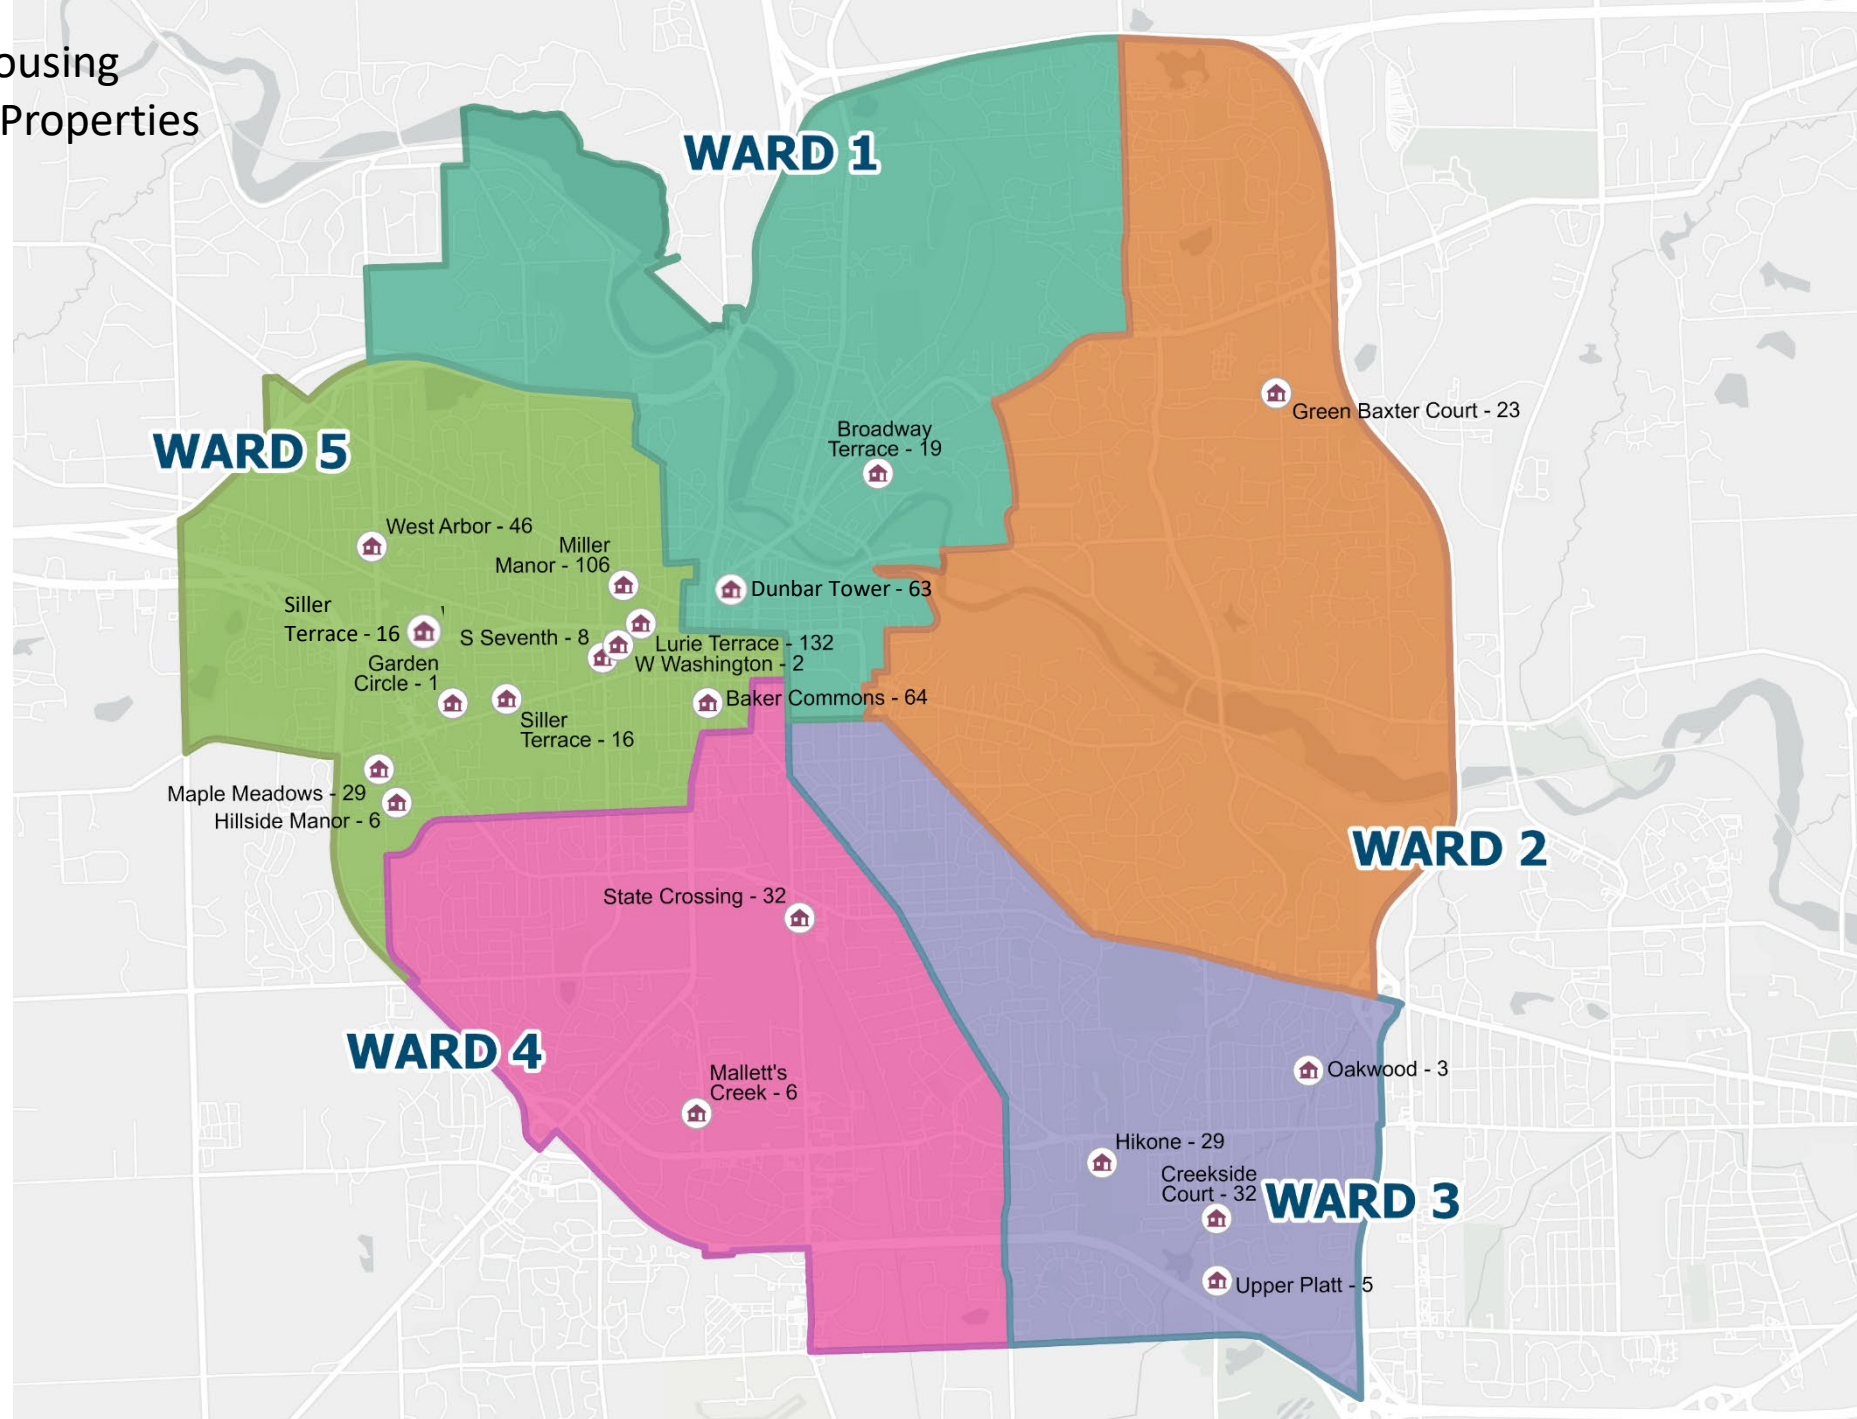 ousing
Properties
WARD 1
Green Baxter Court - 23
Broadway
Terrace - 19
WARD 5
West Arbor - 46
Miller
Manor - 106
Dunbar Tower - 63
Siller
Terrace - 16
'
S Seventh - 8
Lurie Terrace - 132
W Washington - 2
Garden
Circle - 1
Baker Commons - 64
Siller
Terrace - 16
Maple Meadows - 29
Hillside Manor - 6
WARD 2
State Crossing - 32
WARD 4
Mallett's
Creek - 6
Oakwood - 3
Hikone - 29
Creekside
Court - 32
WARD 3
Upper Platt - 5